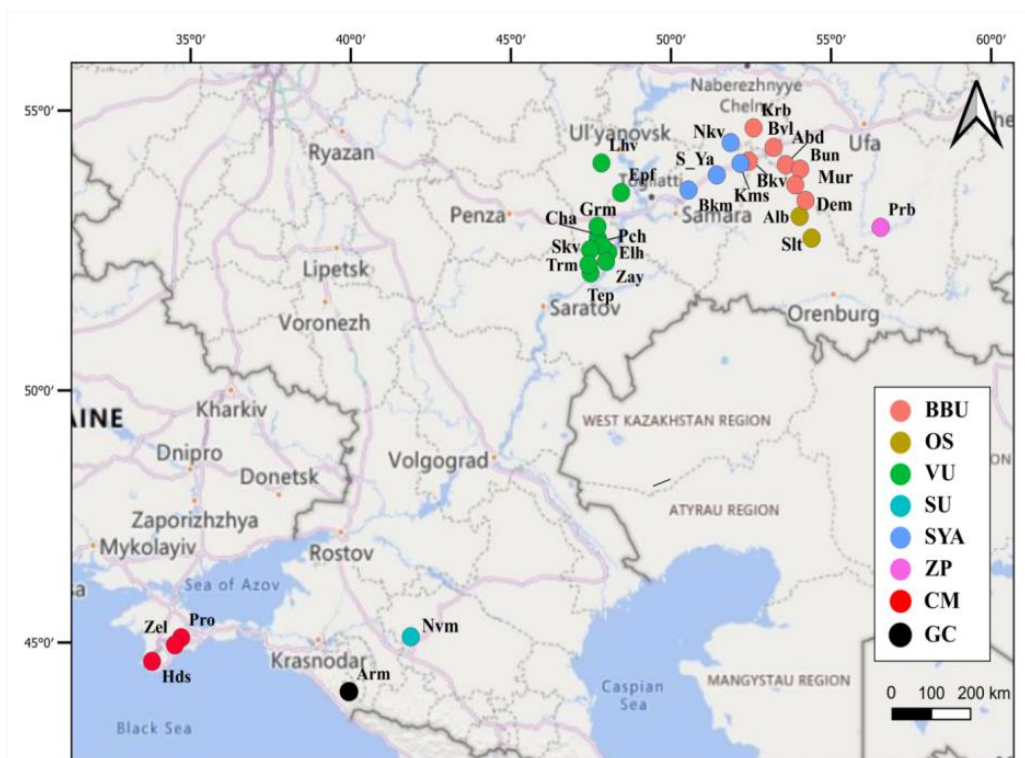 35°0′ 40°0′ 45°0′ 50°0′ 55°0′ 60°0′
55°0′
50°0′
45°0′
Naberezhnyye
Chelny
Krb
Ul'yanovsk
Nkv
Bvl
Abd
Ufa
Ryazan
Lhv
S_Ya
Bun
Epf
Togliatti
Bkv
Mur
Kms
Penza
Cha
Grm
Bkm
Samara
Alb
Dem
Prb
Skv
Pch
Elh
Slt
Trm
Zay
Lipetsk
Tep
Saratov
Orenburg
Voronezh
AINE
Kharkiv
WEST KAZAKHSTAN REGION
BBU
OS
VU
SU
SYA
ZP
CM
GC
Dnipro
Volgograd
Donetsk
ON
ATYRAU REGION
Zaporizhzhya
Mykolayiv
Rostov
Sea of Azov
sa
Zel
Pro
Nvm
Krasnodar
Arm
Hds
Caspian
Sea
MANGYSTAU REGION
0 100 200 km
Black Sea